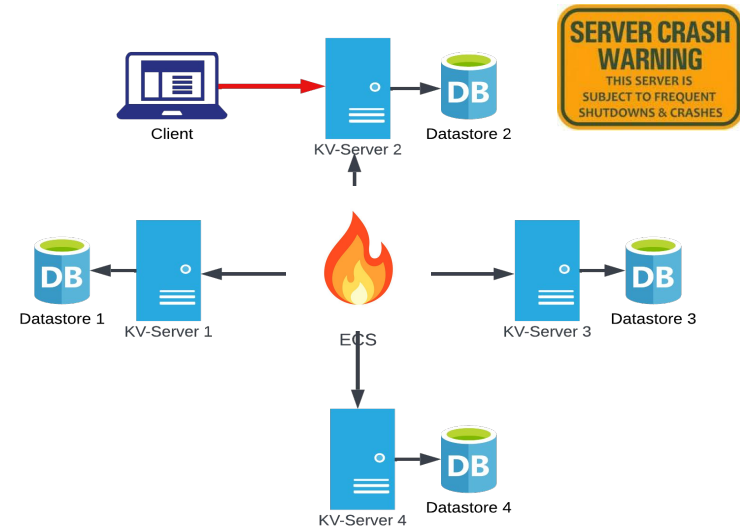 SERVER CRASH
WARNING
THIS SERVER IS
SUBJECT TO FREQUENT
SHUTDOWNS & CRASHES
DB
Client
Datastore 2
KV-Server 2
DB
DB
Datastore 1
KV-Server 1
KV-Server 3
Datastore 3
ECS
DB
Datastore 4
KV-Server 4